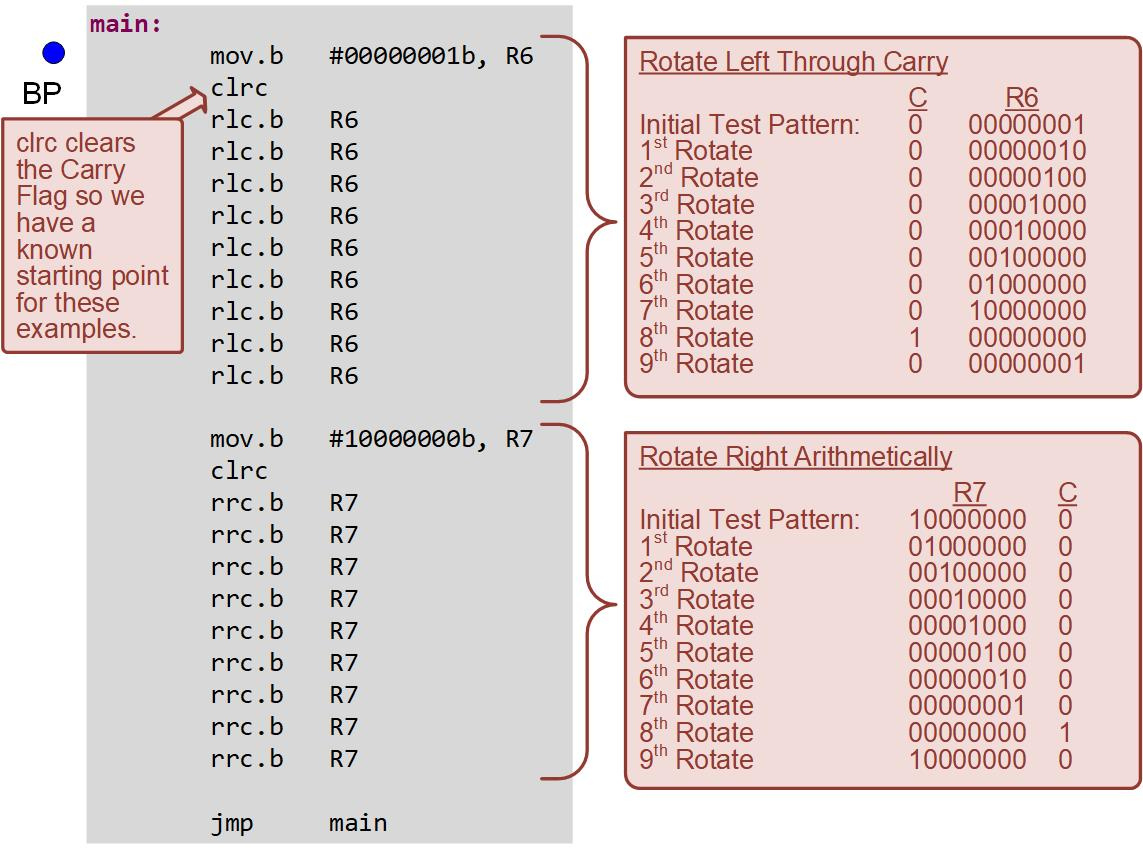 main:
mov.b #00000001b, R6
BP
clrc
rlc.b R6
rlc.b R6
rlc.b R6
rlc.b R6
rlc.b R6
rlc.b R6
rlc.b R6
rlc.b R6
rlc.b R6
clrc clears
the Carry
Flag so we
have a
known
starting point
for these
examples.
Rotate Left Through Carry
C R6
Initial Test Pattern: 0 00000001
1st Rotate 0 00000010
2nd Rotate 0 00000100
3rd Rotate 0 00001000
4th Rotate 0 00010000
5th Rotate 0 00100000
6th Rotate 0 01000000
7th Rotate 0 10000000
8th Rotate 1 00000000
9th Rotate 0 00000001
mov.b #10000000b, R7
clrc
rrc.b R7
rrc.b R7
rrc.b R7
rrc.b R7
rrc.b R7
rrc.b R7
rrc.b R7
rrc.b R7
rrc.b R7
Rotate Right Arithmetically
R7 C
Initial Test Pattern: 10000000 0
1st Rotate 01000000 0
2nd Rotate 00100000 0
3rd Rotate 00010000 0
4th Rotate 00001000 0
5th Rotate 00000100 0
6th Rotate 00000010 0
7th Rotate 00000001 0
8th Rotate 00000000 1
9th Rotate 10000000 0
jmp main